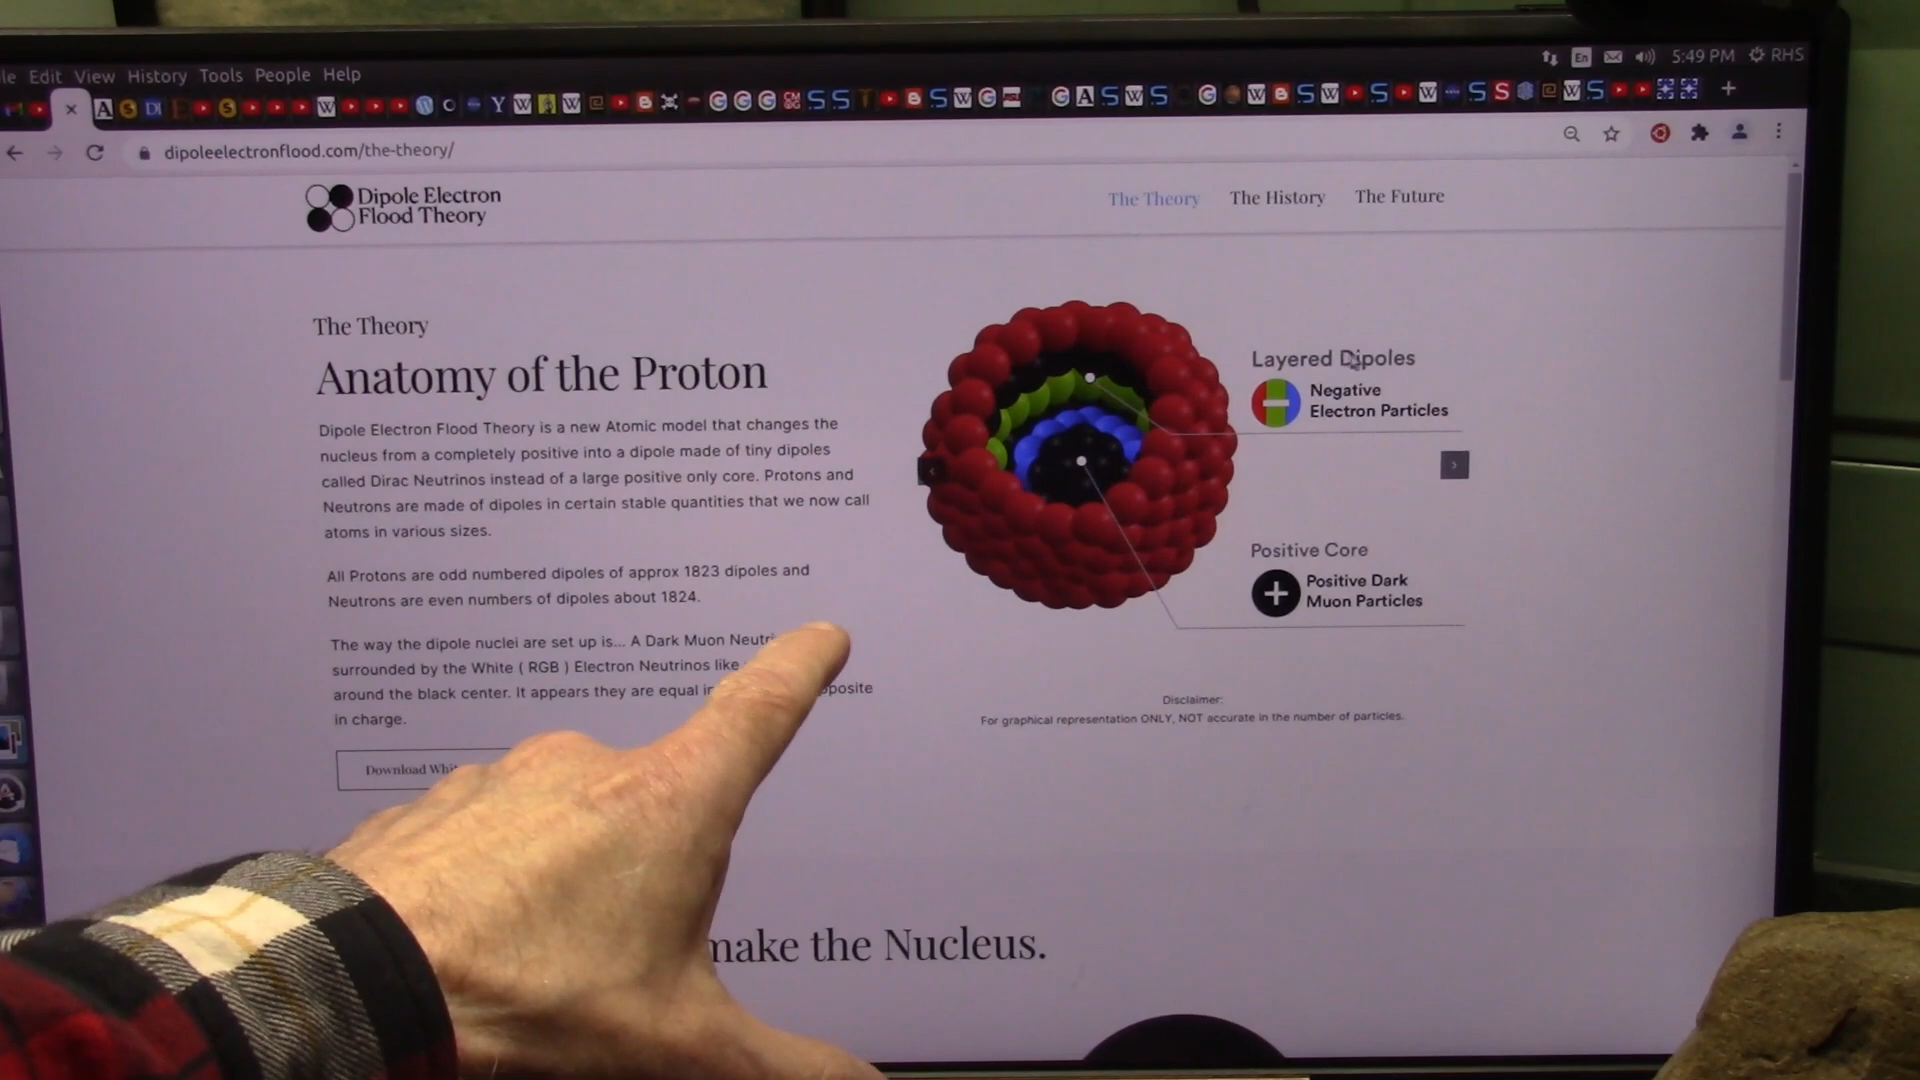 le Edit View History Tools People Help
En 5:49 PM RHS
dipoleelectronflood.com/the-theory/
Dipole Electron
Flood Theory
The Theory The History The Future
The Theory
Anatomy of the Proton
Dipole Electron Flood Theory is a new Atomic model that changes the
nucleus from a completely positive into a dipole made of tiny dipoles
called Dirac Neutrinos instead of a large positive only core. Protons and
Neutrons are made of dipoles in certain stable quantities that we now call
atoms in various sizes.
All Protons are odd numbered dipoles of approx 1823 dipoles and
Neutrons are even numbers of dipoles about 1824.
The way the dipole nuclei are set up is... A Dark Muon Neutri
surrounded by the White ( RGB ) Electron Neutrinos like
around the black center. It appears they are equal in pposite
in charge.
Download Whi
Layered Dipoles
Negative
Electron Particles
Positive Core
Positive Dark
Muon Particles
Disclaimer:
For graphical representation ONLY, NOT accurate in the number of particles.
make the Nucleus.